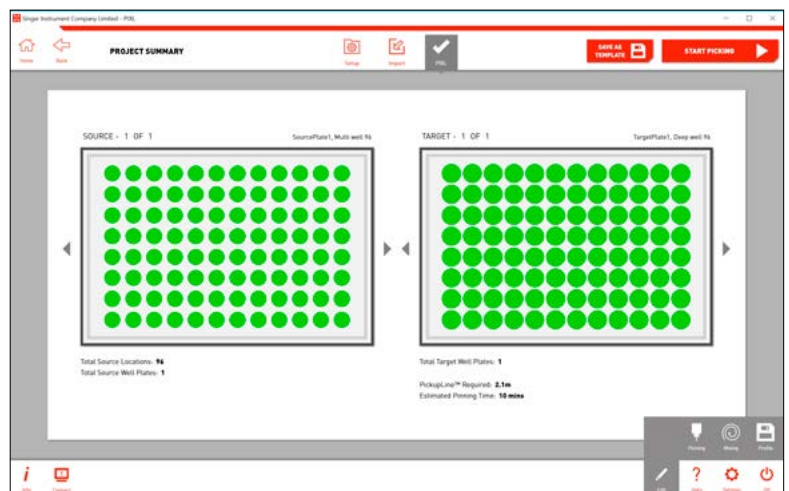 Singer Instrument Company Limited - PIXL
Home
Back
PROJECT SUMMARY
Setup
Import
PIXL
SAVE AS
TEMPLATE
START PICKING
SOURCE - 1 OF 1
SourcePlate1, Multi well 96
TARGET - 1 OF 1
TargetPlate1, Deep well 96
Total Source Locations: 96
Total Source Well Plates: 1
Total Target Well Plates: 1
PickupLine™ Required: 2.1m
Estimated Pinning Time: 10 mins
Pinning
Mixing
Profile
Info
Connect
Edit
Help
Settings
Off